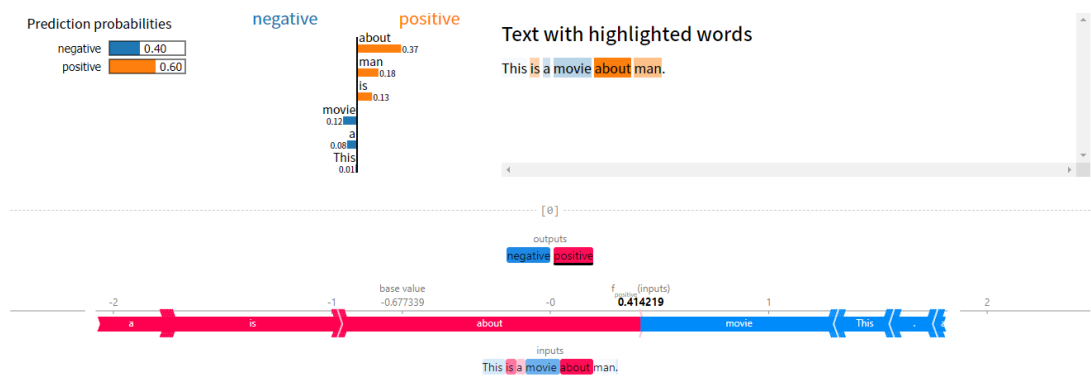 Prediction probabilities
negative 0.40
positive 0.60
negative positive
about
0.37
man
0.18
is
0.13
movie
0.12
a
0.08
This
0.01
Text with highlighted words
This is a movie about man.
[0]
outputs
negative positive
base value f positive (inputs)
-2 -1 -0.677339 -0 0.414219 1 2
a is about movie This .
inputs
This is a movie about man.